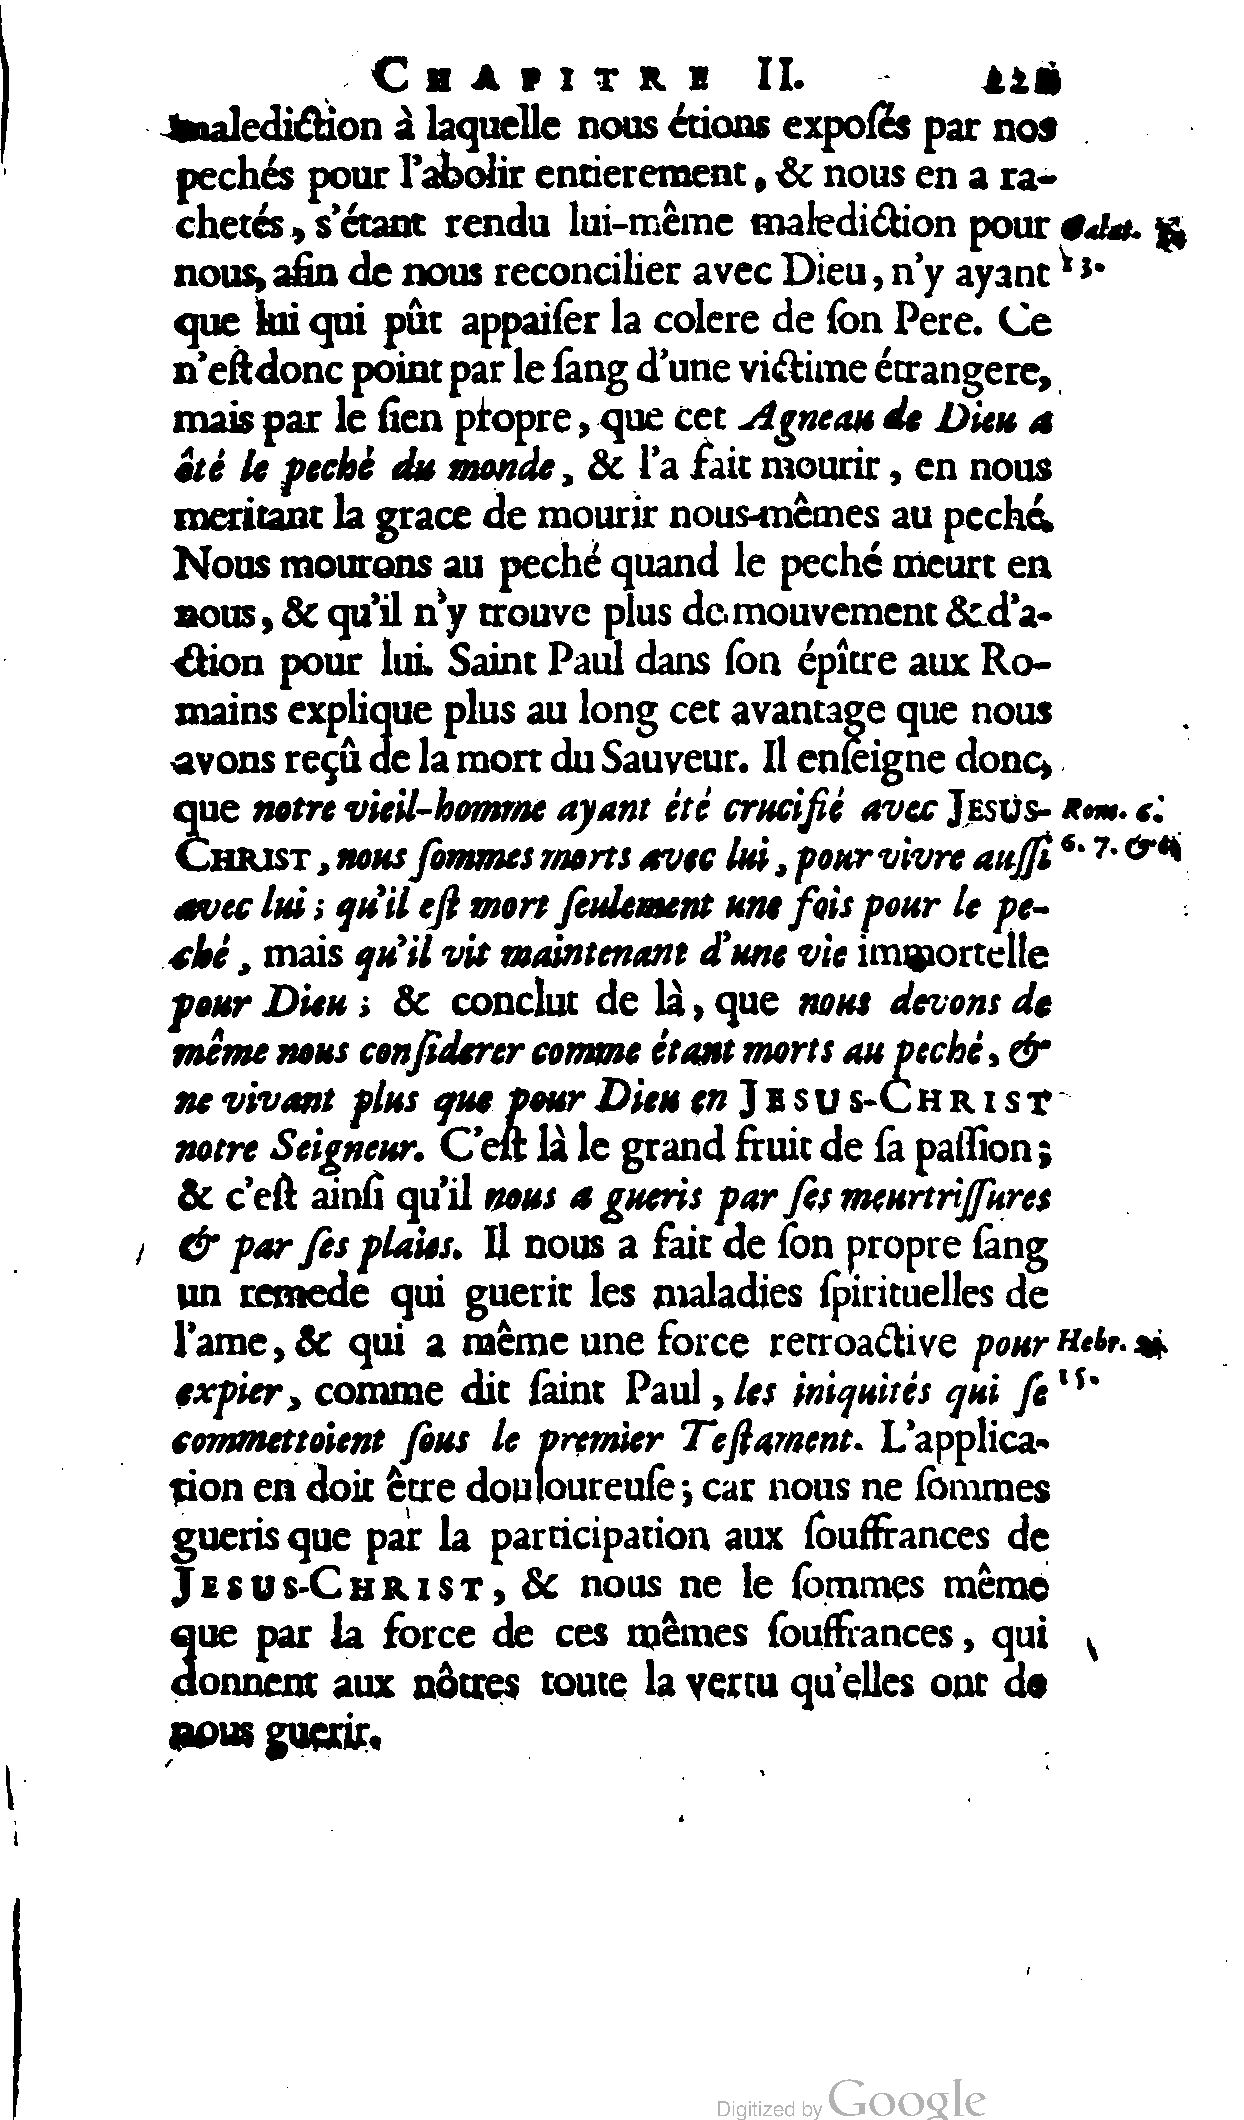 CHAPITRE II.
malediction à laquelle nous étions exposés par nos
pechés pour l'abolir entierement, & nous en a ra-
chetés, s'étant rendu lui-même malediction pour
Galat.
nous, afin de nous reconcilier avec Dieu, n'y ayant
13.
que lui qui pût appaiser la colere de son Pere. Ce
n'est donc point par le sang d'une victime étrangere,
mais par le sien propre, que cet Agneau de Dieu a
ôté le peché du monde, & l'a fait mourir, en nous
meritant la grace de mourir nous-mêmes au peché.
Nous mourons au peché quand le peché meurt en
nous, & qu'il n'y trouve plus de mouvement & d'a-
ction pour lui. Saint Paul dans son épître aux Ro-
mains explique plus au long cet avantage que nous
avons reçû de la mort du Sauveur. Il enseigne donc,
que notre vieil-homme ayant été crucifié avec JESUS-
Rom. 6.
CHRIST, nous sommes morts avec lui, pour vivre aussi
6. 7. &
avec lui ; qu'il est mort seulement une fois pour le pe-
ché, mais qu'il vit maintenant d'une vie immortelle
pour Dieu ; & conclut de là, que nous devons de
même nous considerer comme étant morts au peché, &
ne vivant plus que pour Dieu en JESUS-CHRIST
notre Seigneur. C'est là le grand fruit de sa passion ;
& c'est ainsi qu'il nous a gueris par ses meurtrissures
& par ses plaies. Il nous a fait de son propre sang
un remede qui guerit les maladies spirituelles de
l'ame, & qui a même une force retroactive pour
Hebr.
expier, comme dit saint Paul, les iniquités qui se
15.
commettoient sous le premier Testament. L'applica-
tion en doit être douloureuse ; car nous ne sommes
gueris que par la participation aux souffrances de
JESUS-CHRIST, & nous ne le sommes même
que par la force de ces mêmes souffrances, qui
donnent aux nôtres toute la vertu qu'elles ont de
nous guerir.
Digitized by Google